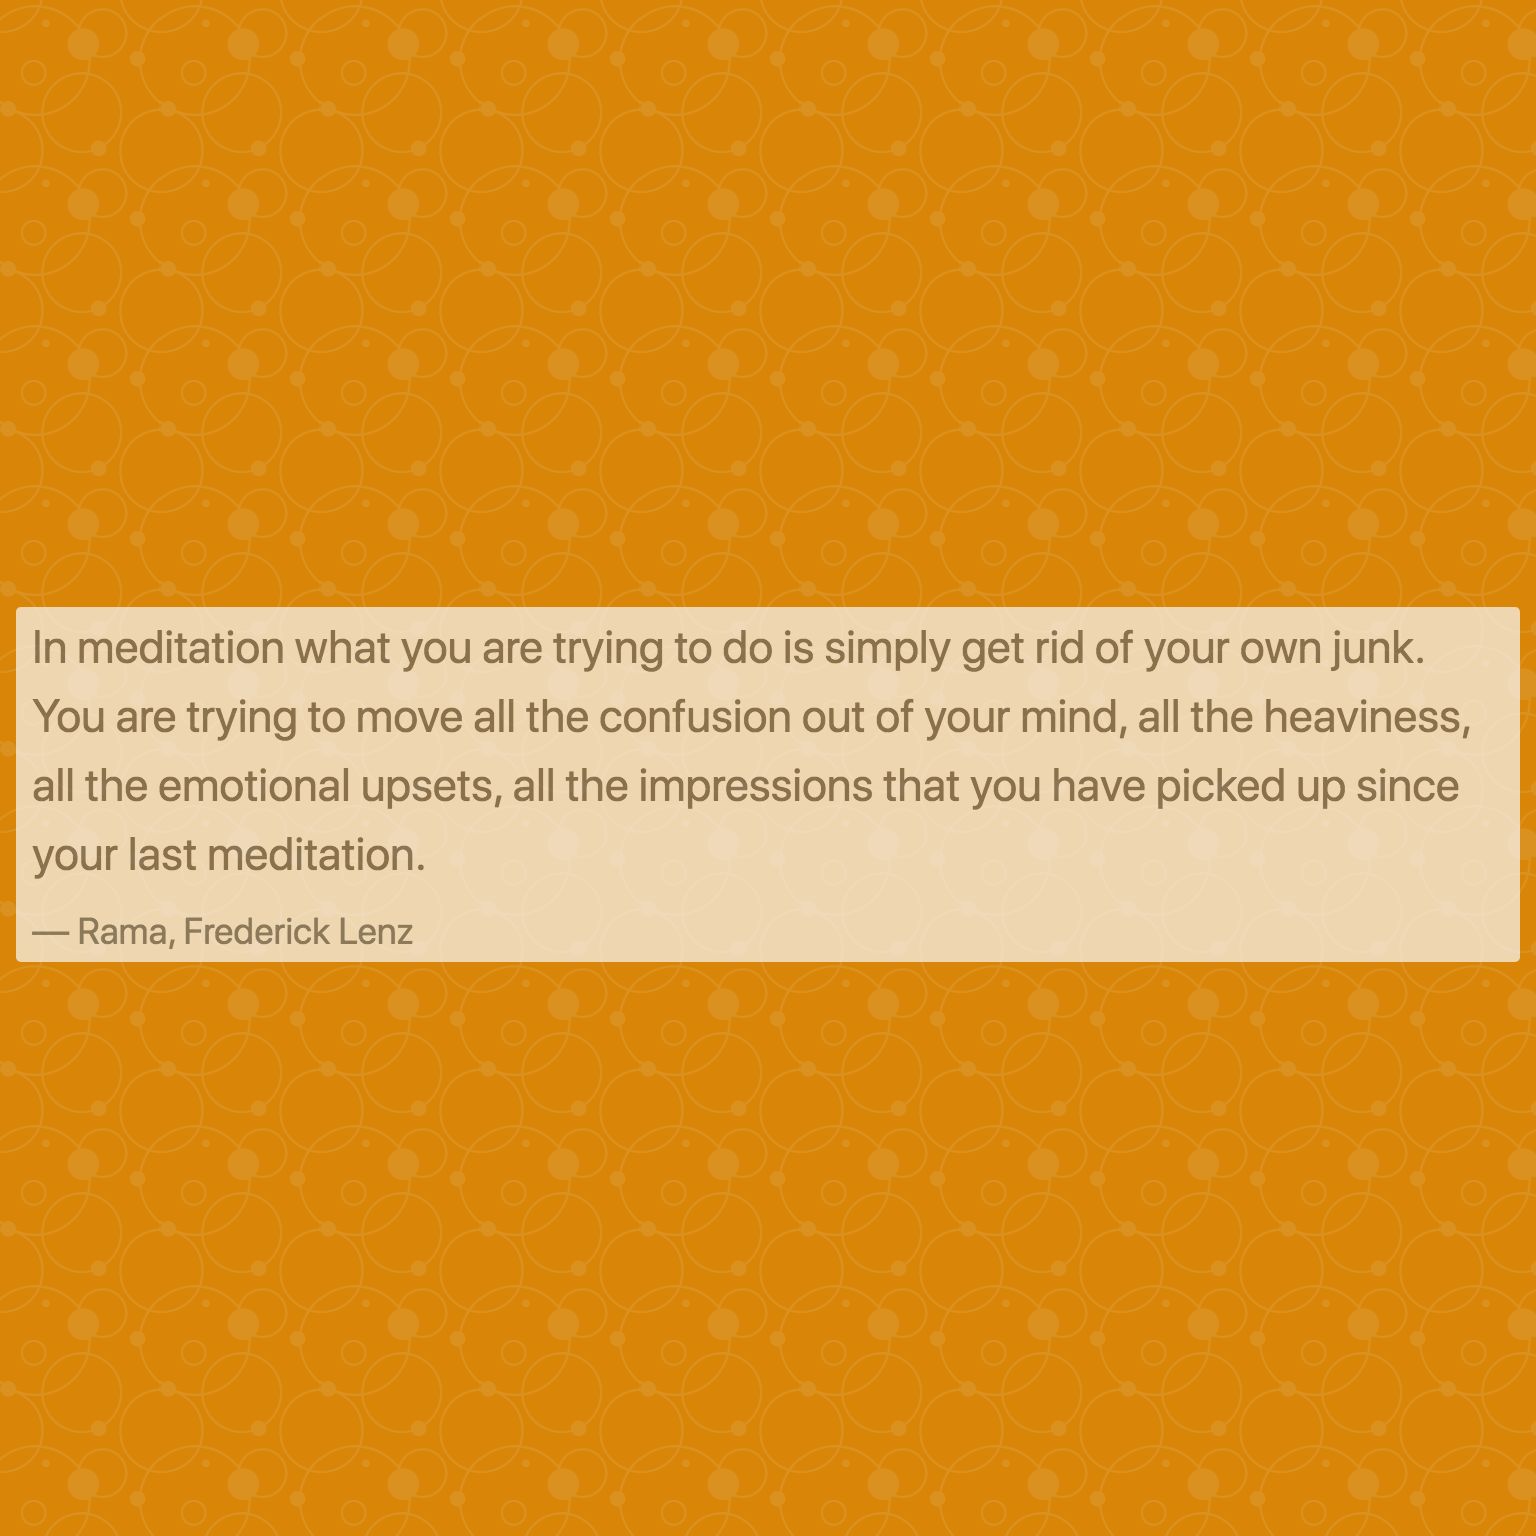 In meditation what you are trying to do is simply get rid of your own junk.
You are trying to move all the confusion out of your mind, all the heaviness,
all the emotional upsets, all the impressions that you have picked up since
your last meditation.
— Rama, Frederick Lenz